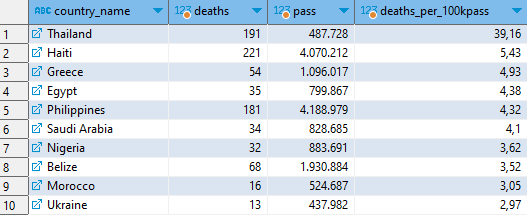 ABC country_name 123 deaths 123 pass 123 deaths_per_100kpass
1 Thailand 191 487.728 39,16
2 Haiti 221 4.070.212 5,43
3 Greece 54 1.096.017 4,93
4 Egypt 35 799.867 4,38
5 Philippines 181 4.188.979 4,32
6 Saudi Arabia 34 828.685 4,1
7 Nigeria 32 883.691 3,62
8 Belize 68 1.930.884 3,52
9 Morocco 16 524.687 3,05
10 Ukraine 13 437.982 2,97